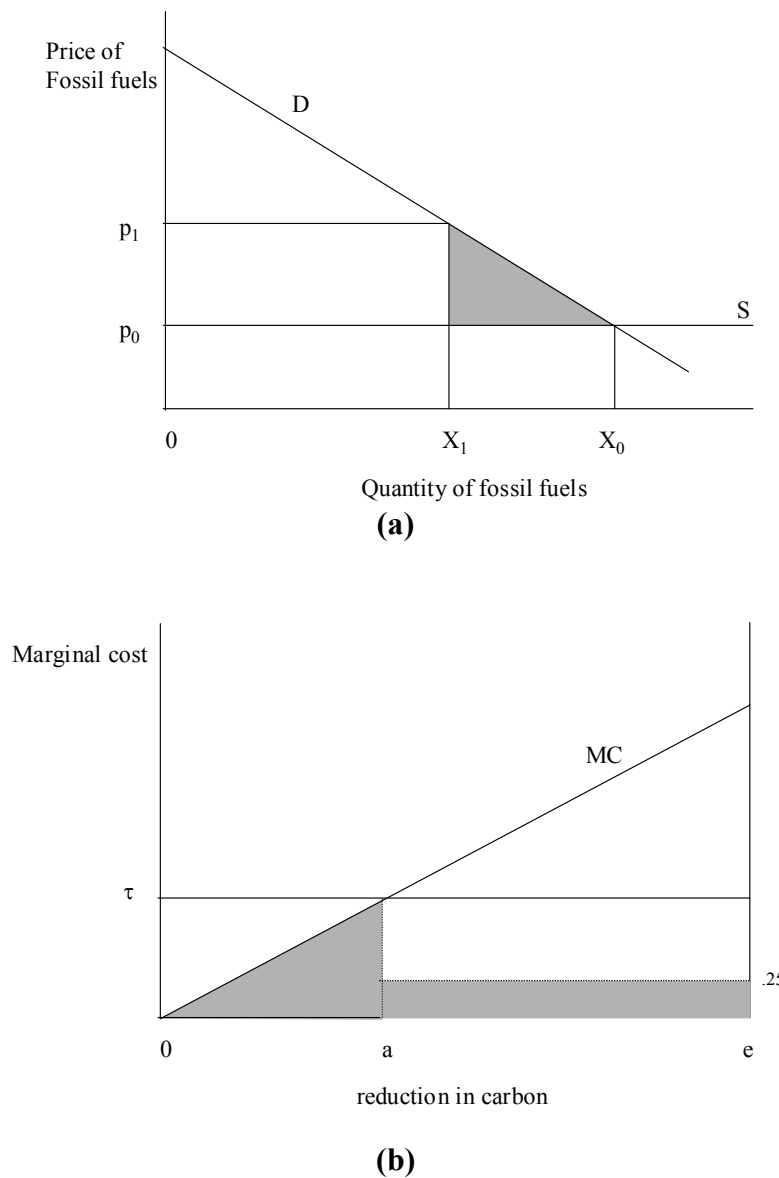 Price of
Fossil fuels
D
p₁
S
p₀
0
X₁
X₀
Quantity of fossil fuels
(a)
Marginal cost
MC
τ
.25
0
a
e
reduction in carbon
(b)